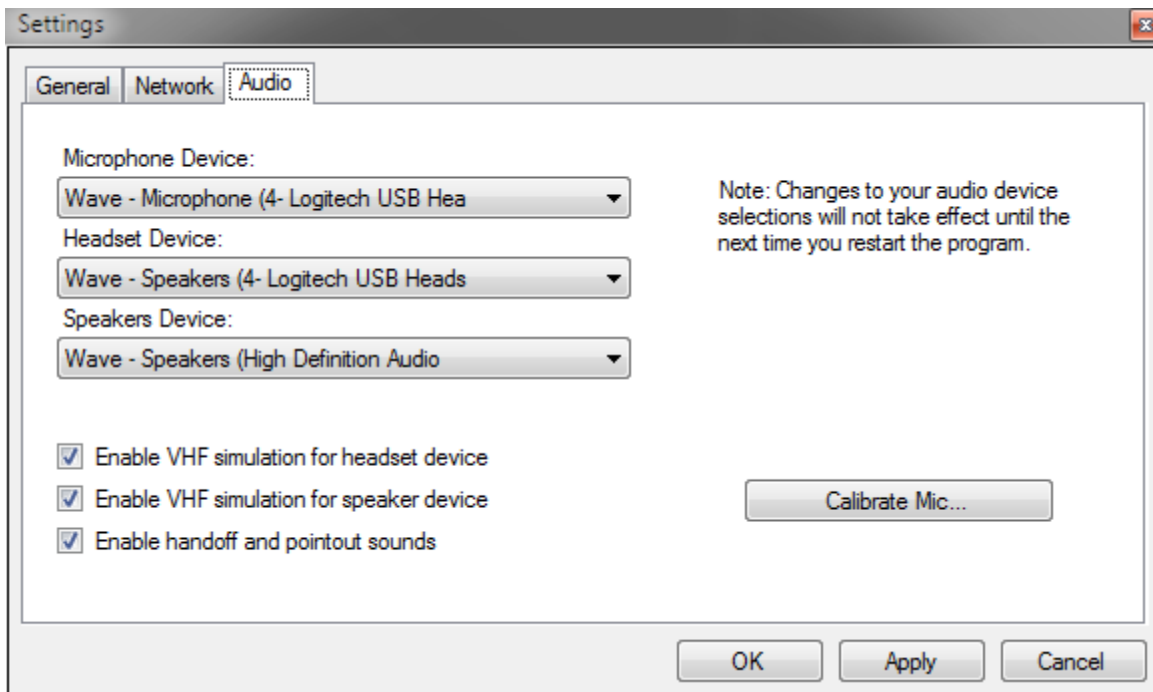 Settings
General Network Audio
Microphone Device:
Wave - Microphone (4- Logitech USB Hea
Headset Device:
Wave - Speakers (4- Logitech USB Heads
Speakers Device:
Wave - Speakers (High Definition Audio
Note: Changes to your audio device
selections will not take effect until the
next time you restart the program.
Enable VHF simulation for headset device
Enable VHF simulation for speaker device
Enable handoff and pointout sounds
Calibrate Mic...
OK Apply Cancel